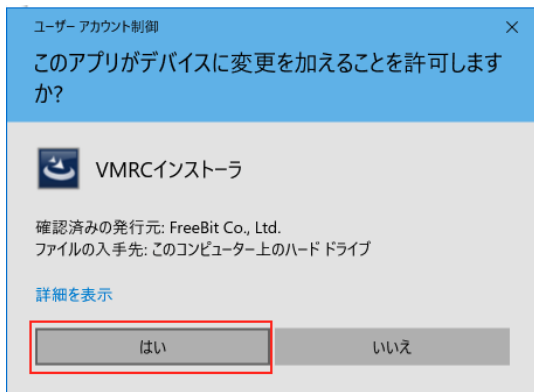 ユーザー アカウント制御
このアプリがデバイスに変更を加えることを許可します
か?
VMRCインストーラ
確認済みの発行元: FreeBit Co., Ltd.
ファイルの入手先: このコンピューター上のハード ドライブ
詳細を表示
はい
いいえ